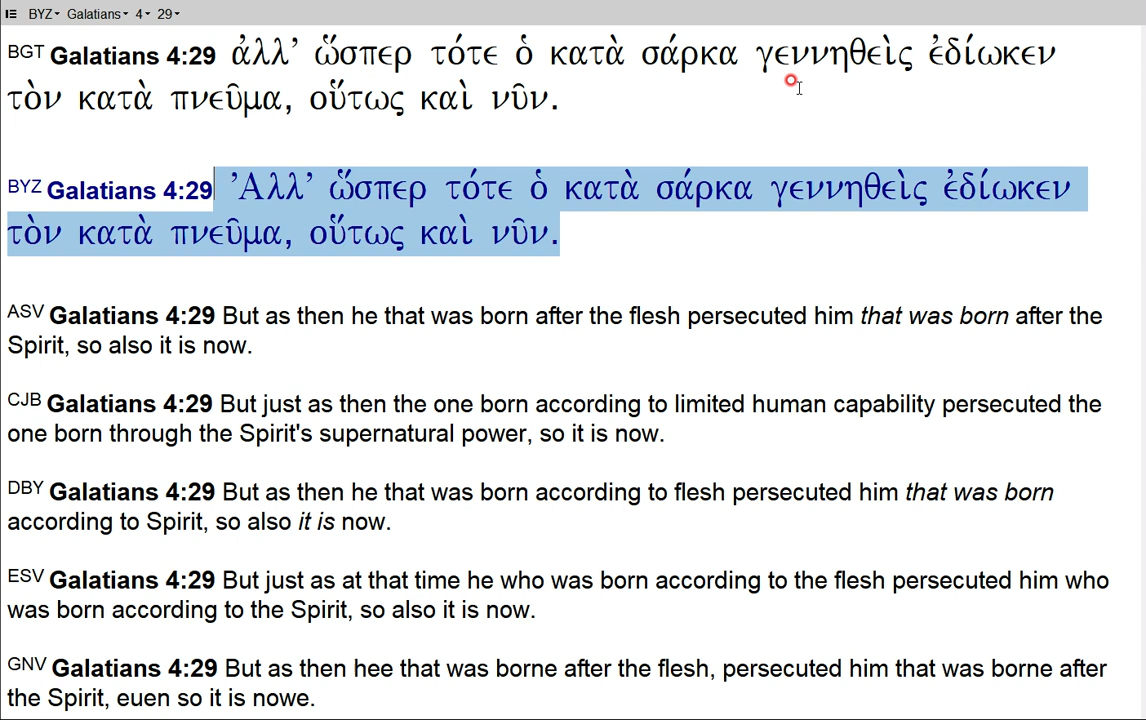 BYZ Galatians 4 29
BGT Galatians 4:29 ἀλλ’ ὥσπερ τότε ὁ κατὰ σάρκα γεννηθεὶς ἐδίωκεν
τὸν κατὰ πνεῦμα, οὕτως καὶ νῦν.
BYZ Galatians 4:29 Ἀλλ’ ὥσπερ τότε ὁ κατὰ σάρκα γεννηθεὶς ἐδίωκεν
τὸν κατὰ πνεῦμα, οὕτως καὶ νῦν.
ASV Galatians 4:29 But as then he that was born after the flesh persecuted him that was born after the
Spirit, so also it is now.
CJB Galatians 4:29 But just as then the one born according to limited human capability persecuted the
one born through the Spirit's supernatural power, so it is now.
DBY Galatians 4:29 But as then he that was born according to flesh persecuted him that was born
according to Spirit, so also it is now.
ESV Galatians 4:29 But just as at that time he who was born according to the flesh persecuted him who
was born according to the Spirit, so also it is now.
GNV Galatians 4:29 But as then hee that was borne after the flesh, persecuted him that was borne after
the Spirit, euen so it is nowe.